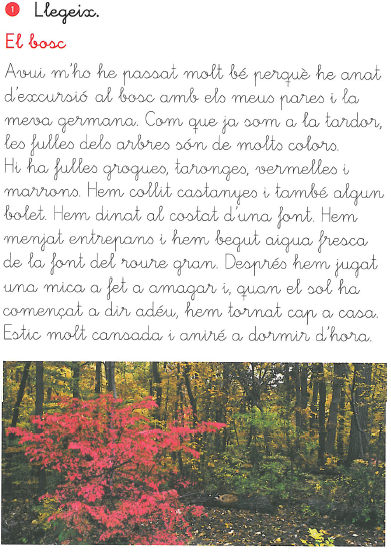 1 Llegeix.
El bosc
Avui m'ho he passat molt bé perquè he anat
d'excursió al bosc amb els meus pares i la
meva germana. Com que ja som a la tardor,
les fulles dels arbres són de molts colors.
Hi ha fulles grogues, taronges, vermelles i
marrons. Hem collit castanyes i també algun
bolet. Hem dinat al costat d'una font. Hem
menjat entrepans i hem begut aigua fresca
de la font del roure gran. Després hem jugat
una mica a fet a amagar i, quan el sol ha
començat a dir adéu, hem tornat cap a casa.
Estic molt cansada i aniré a dormir d'hora.